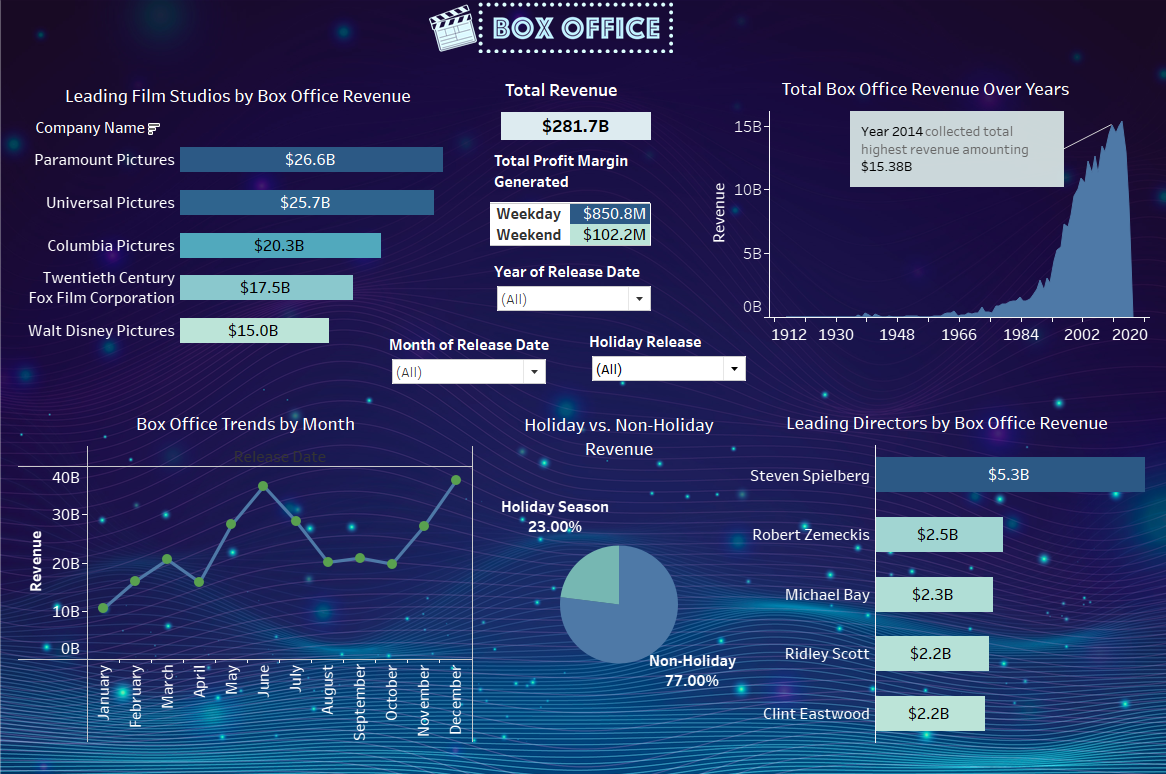 BOX OFFICE
Leading Film Studios by Box Office Revenue
Company Name
Paramount Pictures
$26.6B
Universal Pictures
$25.7B
Columbia Pictures
$20.3B
Twentieth Century
Fox Film Corporation
$17.5B
Walt Disney Pictures
$15.0B
Total Revenue
$281.7B
Total Profit Margin
Generated
Weekday $850.8M
Weekend $102.2M
Year of Release Date
(All)
Month of Release Date
(All)
Holiday Release
(All)
Total Box Office Revenue Over Years
Year 2014 collected total
highest revenue amounting
$15.38B
Revenue
15B
10B
5B
0B
1912 1930 1948 1966 1984 2002 2020
Box Office Trends by Month
Release Date
Revenue
40B
30B
20B
10B
0B
January
February
March
April
May
June
July
August
September
October
November
December
Holiday vs. Non-Holiday
Revenue
Holiday Season
23.00%
Non-Holiday
77.00%
Leading Directors by Box Office Revenue
Steven Spielberg
$5.3B
Robert Zemeckis
$2.5B
Michael Bay
$2.3B
Ridley Scott
$2.2B
Clint Eastwood
$2.2B